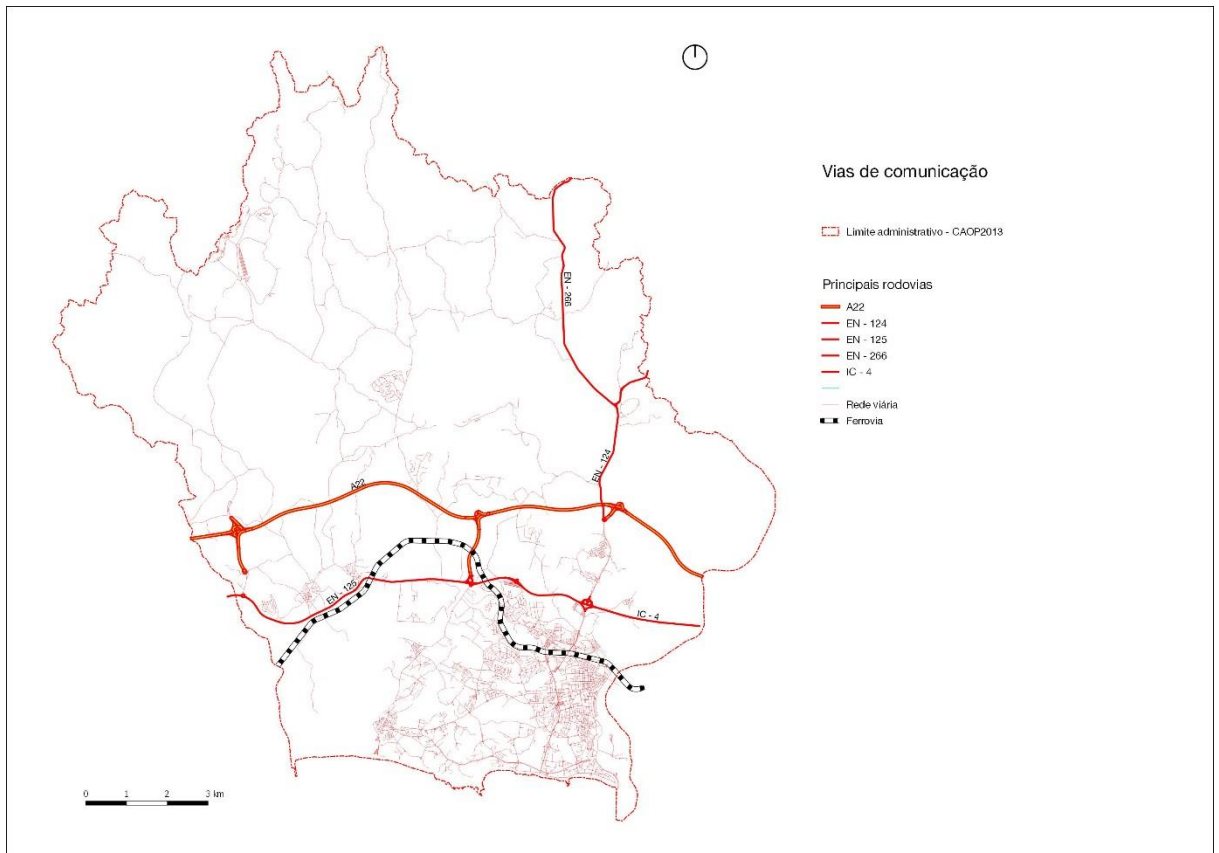 Vias de comunicação
Limite administrativo - CAOP2013
Principais rodovias
A22
EN - 124
EN - 125
EN - 266
IC - 4
Rede viária
Ferrovia
EN - 266
EN - 124
A22
EN - 125
IC - 4
0 1 2 3 km